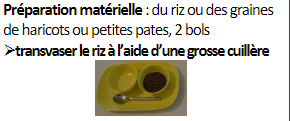 Préparation matérielle : du riz ou des graines
de haricots ou petites pates, 2 bols
➢transvaser le riz à l’aide d’une grosse cuillère